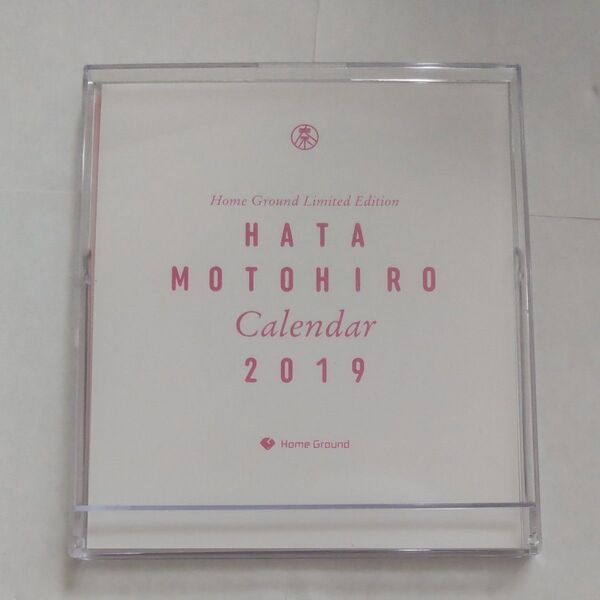 秦
Home Ground Limited Edition
HATA
MOTOHIRO
Calendar
2019
Home Ground